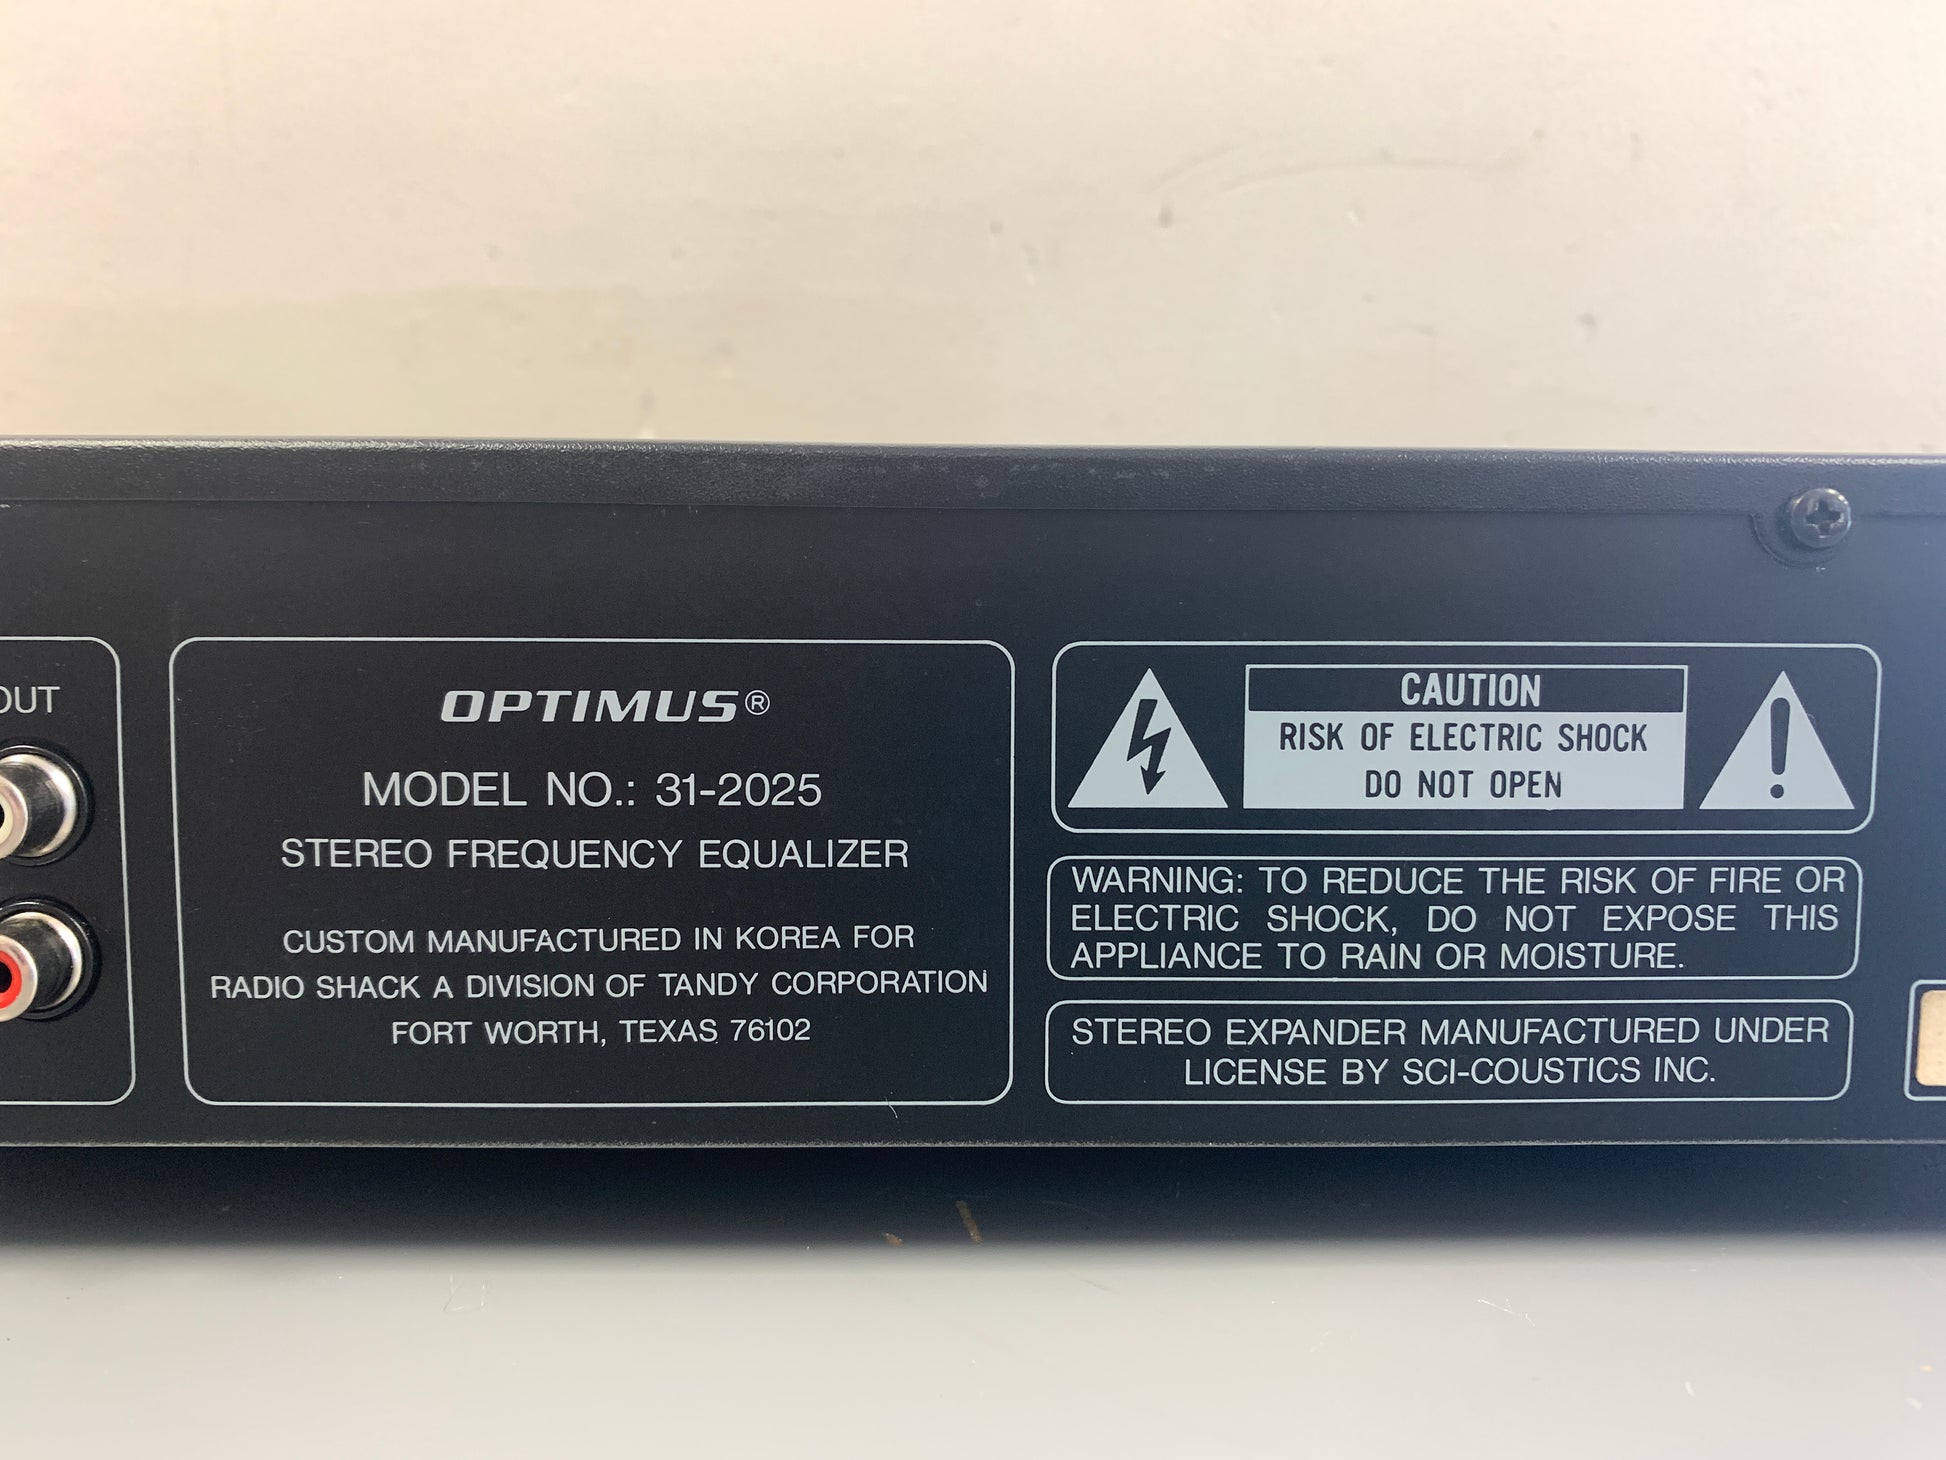 OUT
OPTIMUS®
MODEL NO.: 31-2025
STEREO FREQUENCY EQUALIZER
CUSTOM MANUFACTURED IN KOREA FOR
RADIO SHACK A DIVISION OF TANDY CORPORATION
FORT WORTH, TEXAS 76102
CAUTION
RISK OF ELECTRIC SHOCK
DO NOT OPEN
WARNING: TO REDUCE THE RISK OF FIRE OR
ELECTRIC SHOCK, DO NOT EXPOSE THIS
APPLIANCE TO RAIN OR MOISTURE.
STEREO EXPANDER MANUFACTURED UNDER
LICENSE BY SCI-COUSTICS INC.